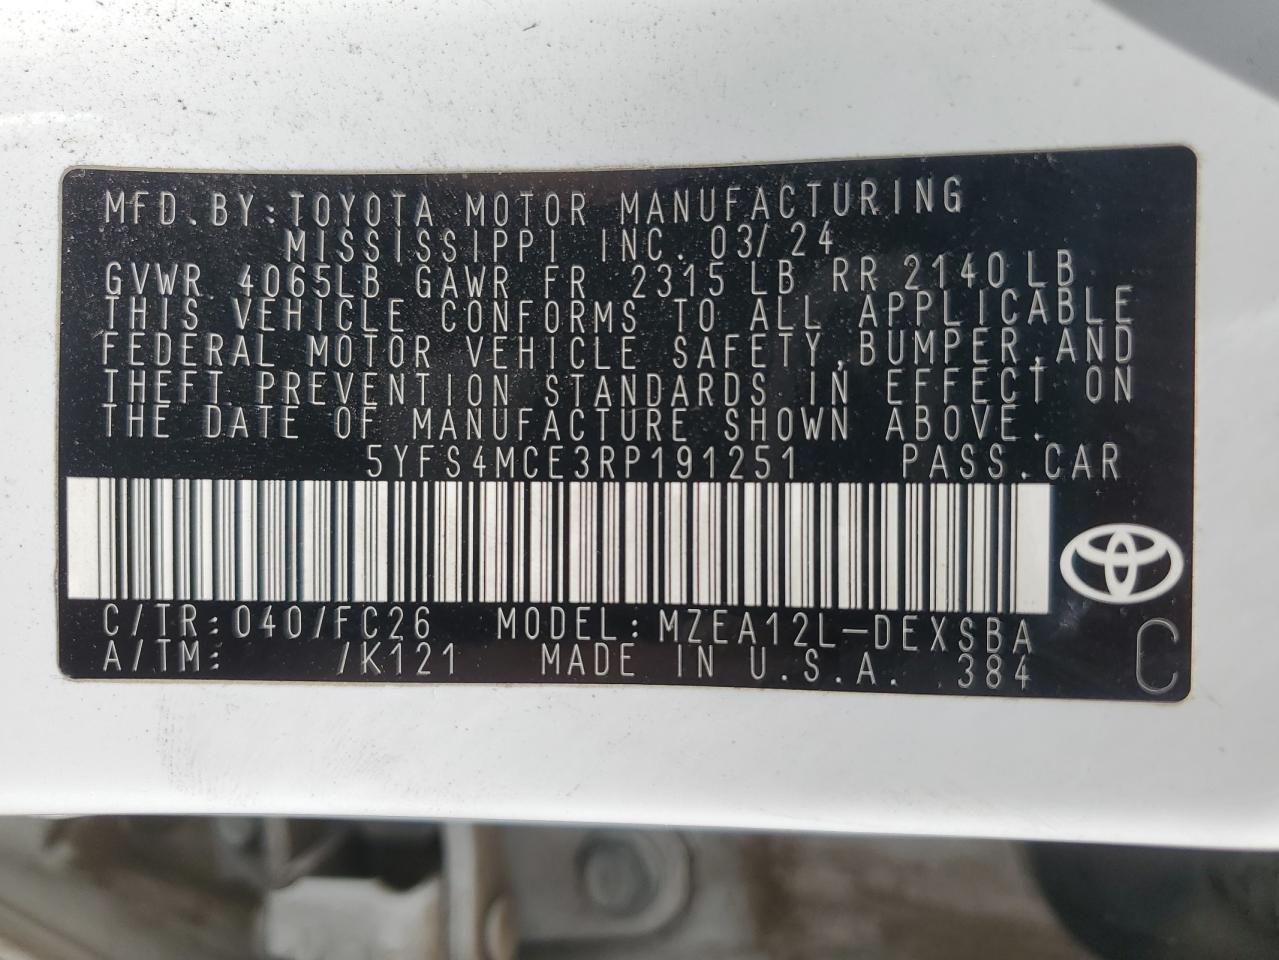 MFD.BY:TOYOTA MOTOR MANUFACTURING
MISSISSIPPI INC. 03/24
GVWR 4065LB GAWR FR 2315 LB RR 2140 LB
THIS VEHICLE CONFORMS TO ALL APPLICABLE
FEDERAL MOTOR VEHICLE SAFETY,BUMPER,AND
THEFT PREVENTION STANDARDS IN EFFECT ON
THE DATE OF MANUFACTURE SHOWN ABOVE.
5YFS4MCE3RP191251 PASS.CAR
C/TR:040/FC26 MODEL:MZEA12L-DEXSBA
A/TM: /K121 MADE IN U.S.A. 384
C